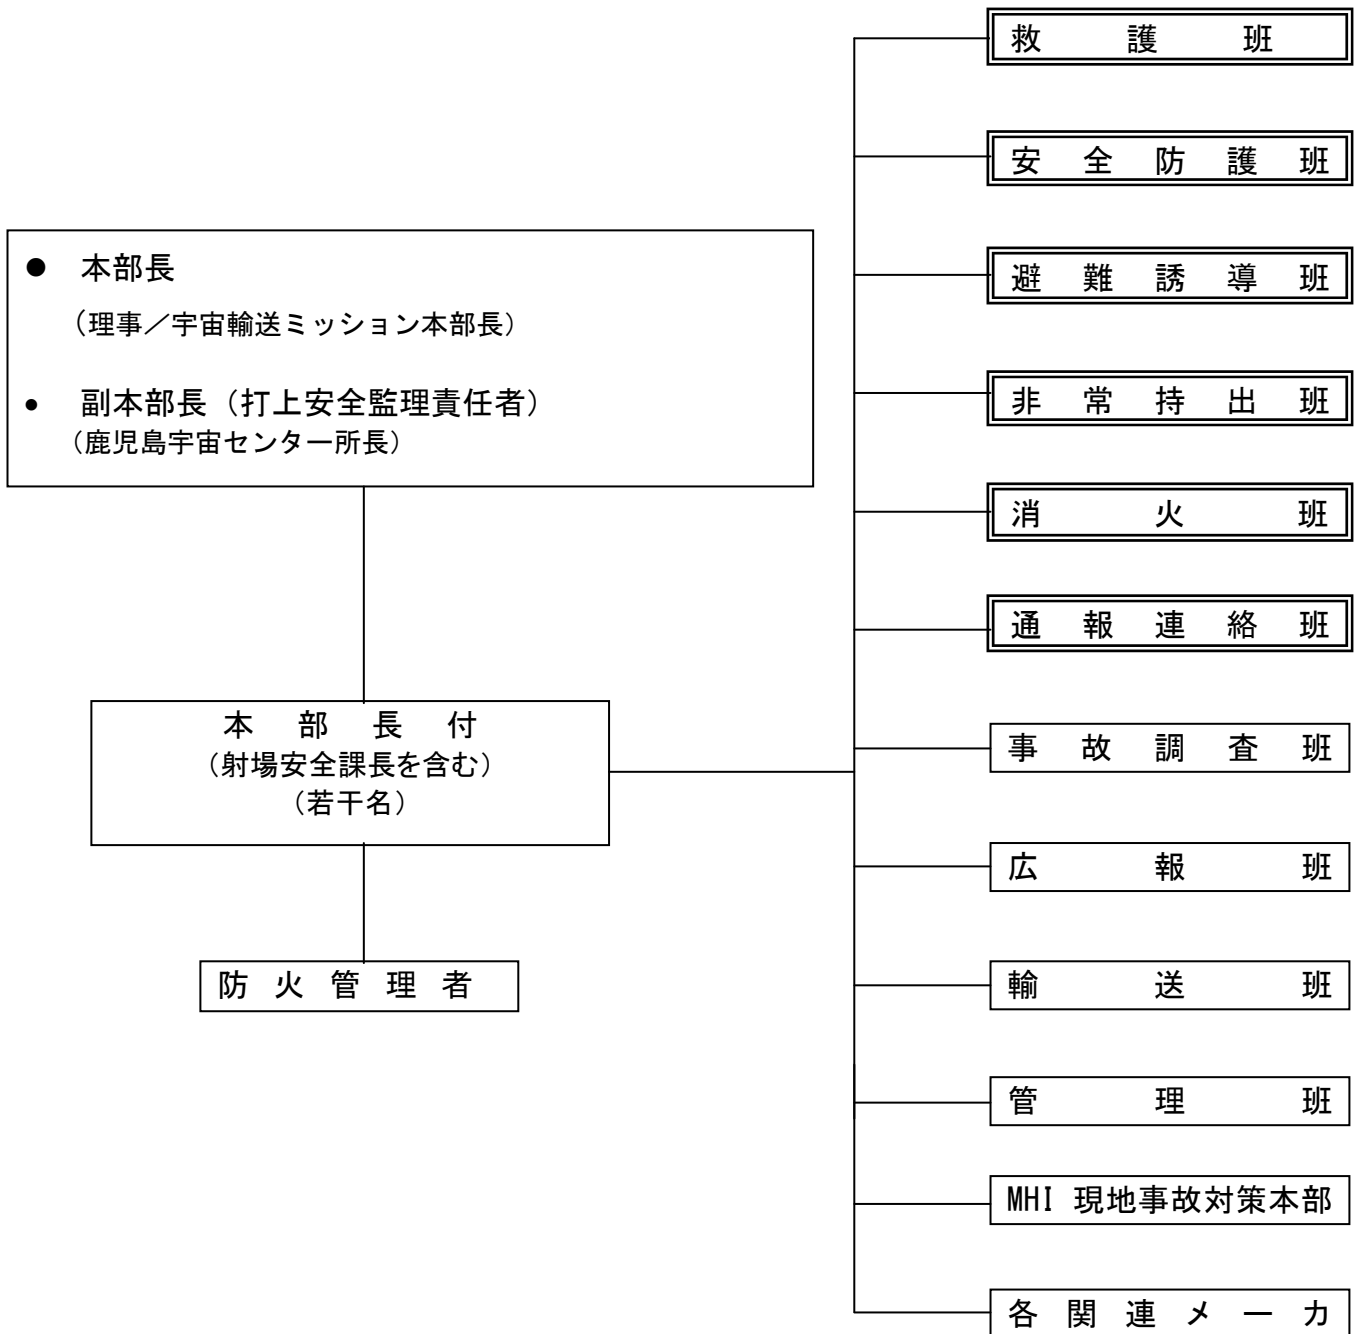 ● 本部長
（理事／宇宙輸送ミッション本部長）
● 副本部長（打上安全監理責任者）
（鹿児島宇宙センター所長）
本部長付
（射場安全課長を含む）
（若干名）
防火管理者
救護班
安全防護班
避難誘導班
非常持出班
消火班
通報連絡班
事故調査班
広報班
輸送班
管理班
MHI 現地事故対策本部
各関連メーカ